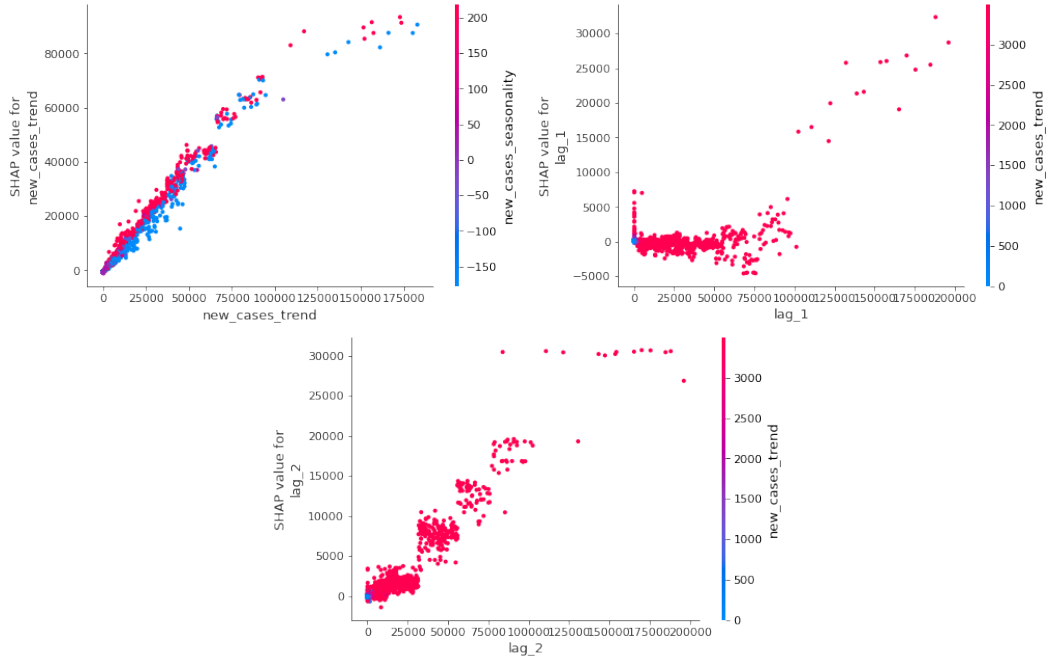 80000
60000
40000
20000
0
SHAP value for
new_cases_trend
0 25000 50000 75000 100000 125000 150000 175000
new_cases_trend
200
150
100
50
0
−50
−100
−150
new_cases_seasonality
30000
25000
20000
15000
10000
5000
0
−5000
SHAP value for
lag_1
0 25000 50000 75000 100000 125000 150000 175000 200000
lag_1
3000
2500
2000
1500
1000
500
0
new_cases_trend
30000
25000
20000
15000
10000
5000
0
SHAP value for
lag_2
0 25000 50000 75000 100000 125000 150000 175000 200000
lag_2
3000
2500
2000
1500
1000
500
0
new_cases_trend